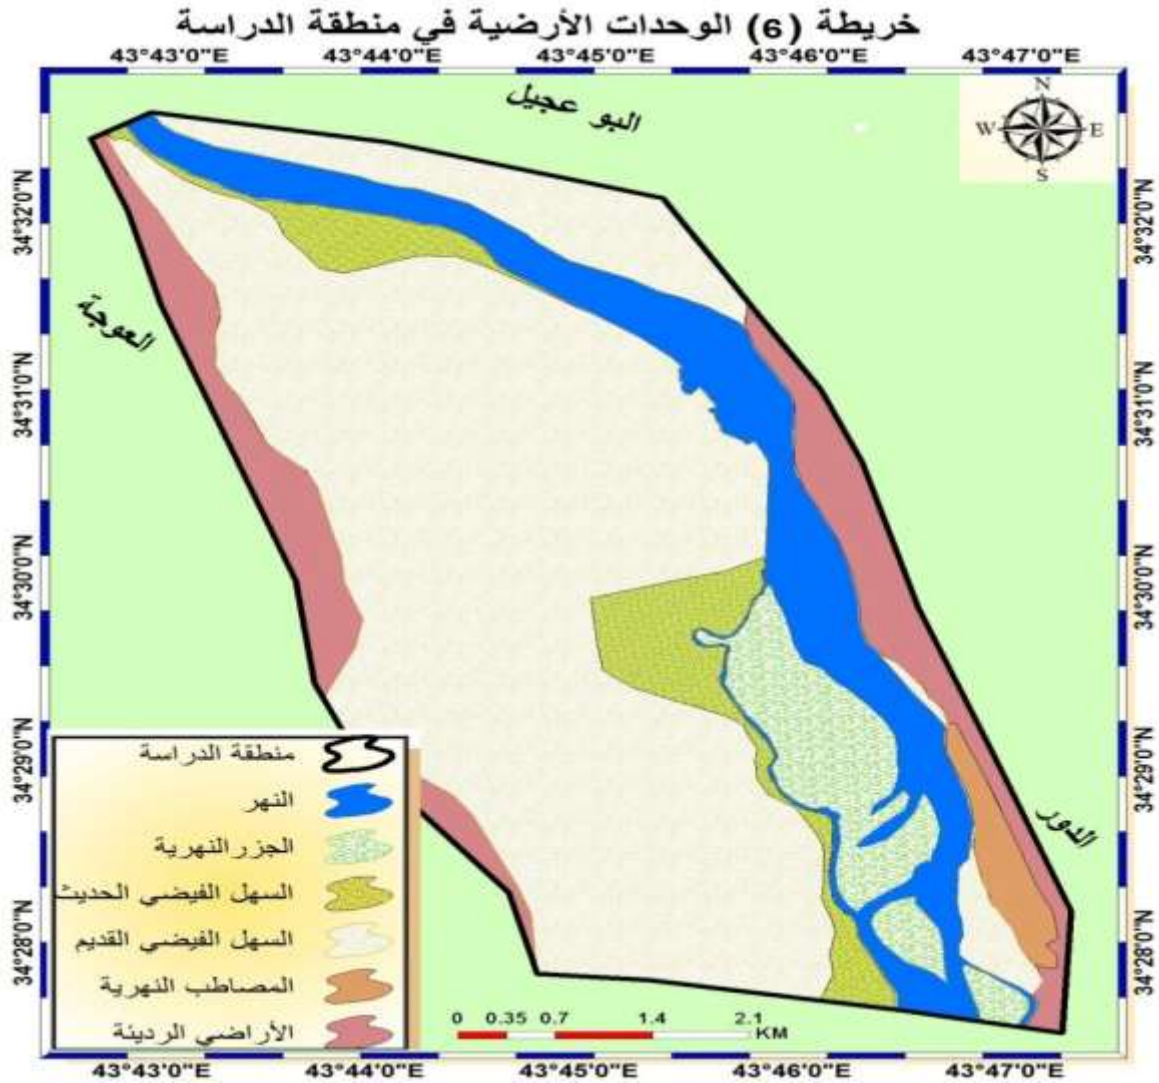 خريطة (6) الوحدات الأرضية في منطقة الدراسة
43°43'0"E 43°44'0"E 43°45'0"E 43°46'0"E 43°47'0"E
البو عجيل
N
W E
S
34°32'0"N 34°32'0"N
العوجة
34°31'0"N 34°31'0"N
34°30'0"N 34°30'0"N
34°29'0"N 34°29'0"N
الدور
34°28'0"N 34°28'0"N
منطقة الدراسة
النهر
الجزر النهرية
السهل الفيضي الحديث
السهل الفيضي القديم
المصاطب النهرية
الأراضي الرديئة
0 0.35 0.7 1.4 2.1
KM
43°43'0"E 43°44'0"E 43°45'0"E 43°46'0"E 43°47'0"E